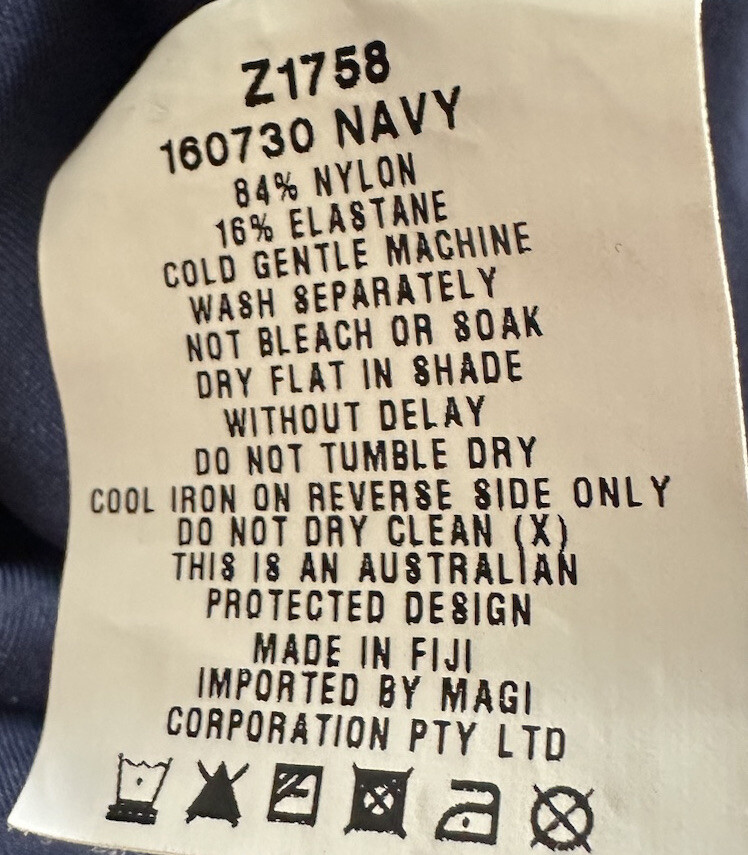 Z1758
160730 NAVY
84% NYLON
16% ELASTANE
COLD GENTLE MACHINE
WASH SEPARATELY
NOT BLEACH OR SOAK
DRY FLAT IN SHADE
WITHOUT DELAY
DO NOT TUMBLE DRY
COOL IRON ON REVERSE SIDE ONLY
DO NOT DRY CLEAN (X)
THIS IS AN AUSTRALIAN
PROTECTED DESIGN
MADE IN FIJI
IMPORTED BY MAGI
CORPORATION PTY LTD